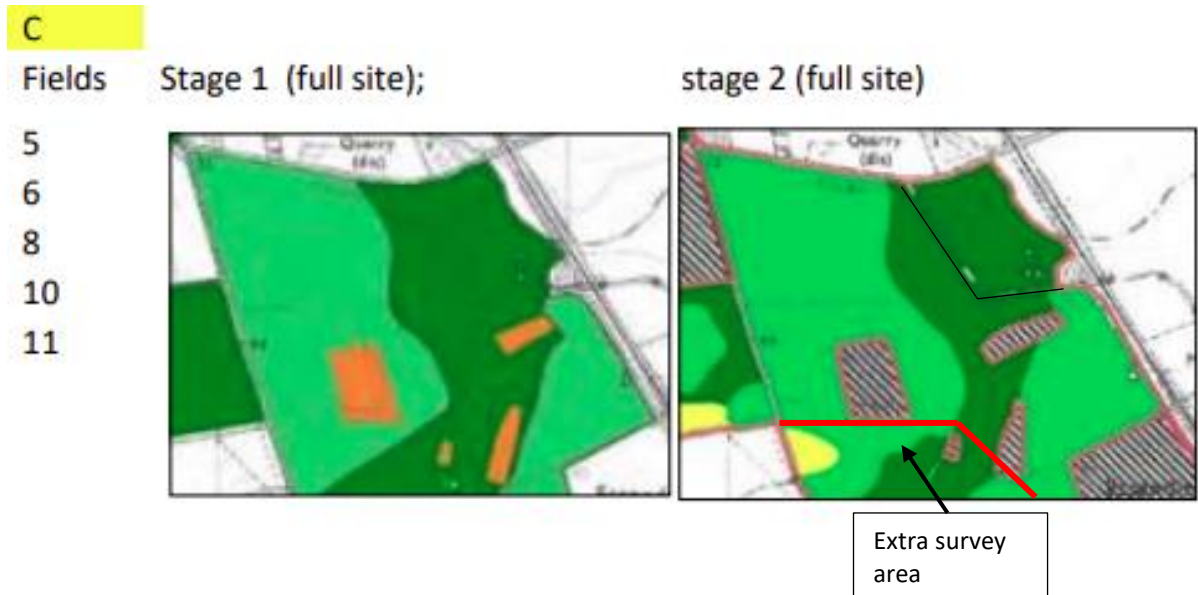 C
Fields Stage 1 (full site); stage 2 (full site)
5
6
8
10
11
Quarry
(dis)
Quarry
(dis)
Extra survey
area